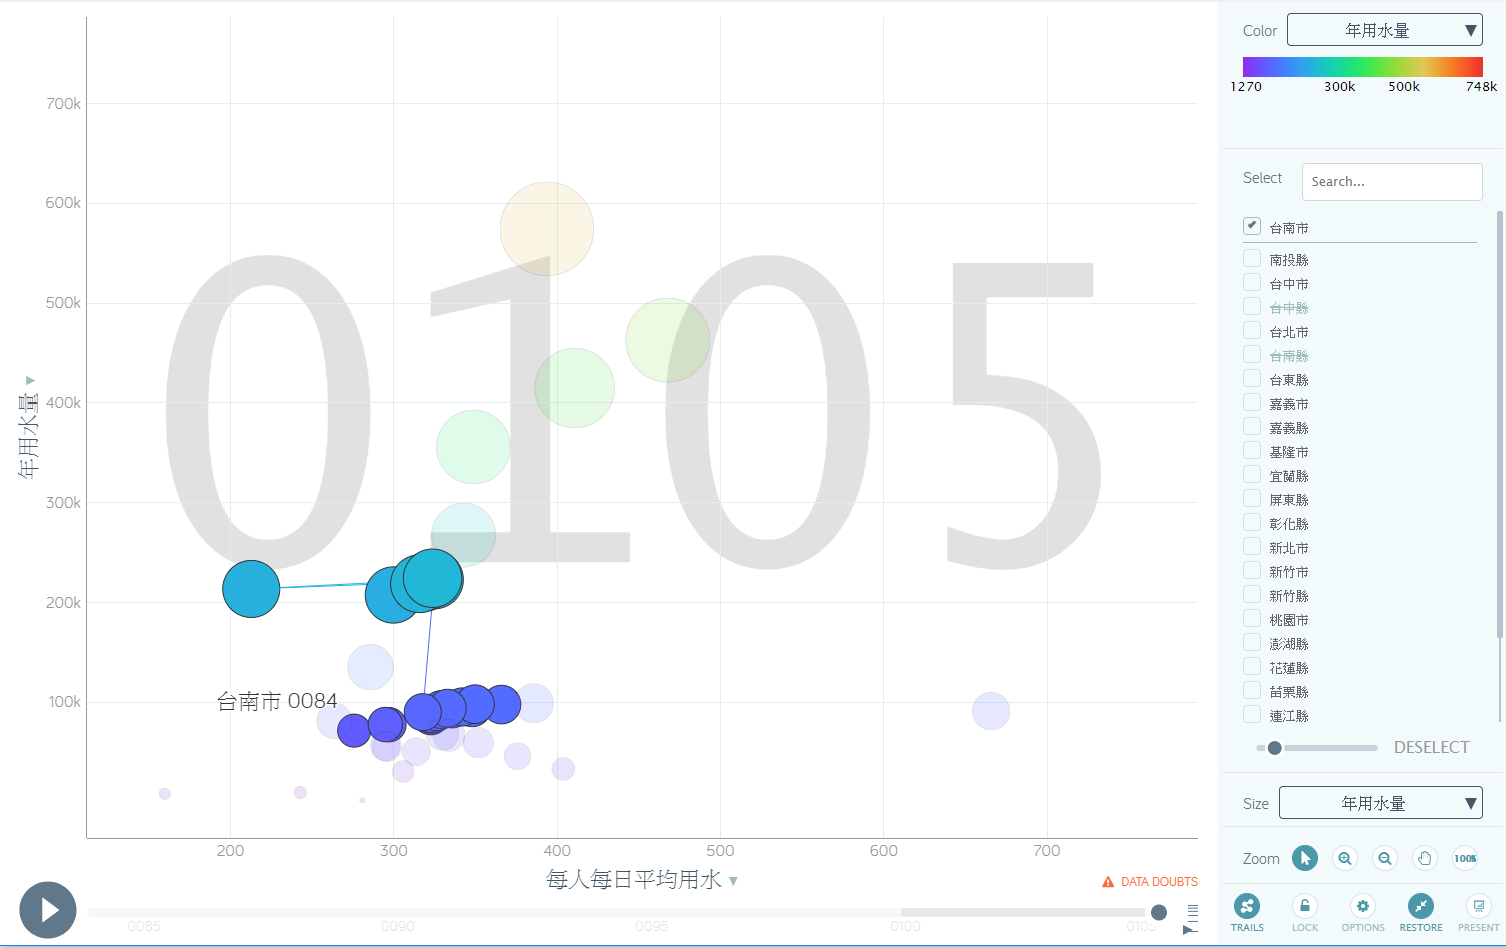 Color 年用水量 ▼
1270 300k 500k 748k
Select Search...
台南市
南投縣
台中市
台中縣
台北市
台南縣
台東縣
嘉義市
嘉義縣
基隆市
宜蘭縣
屏東縣
彰化縣
新北市
新竹市
新竹縣
桃園市
澎湖縣
花蓮縣
苗栗縣
連江縣
DESELECT
Size 年用水量 ▼
Zoom 100%
TRAILS LOCK OPTIONS RESTORE PRESENT
0105
700k
600k
500k
400k
300k
200k
100k
年用水量
台南市 0084
200 300 400 500 600 700
每人每日平均用水 ▼
DATA DOUBTS
0085 0090 0095 0100 0105